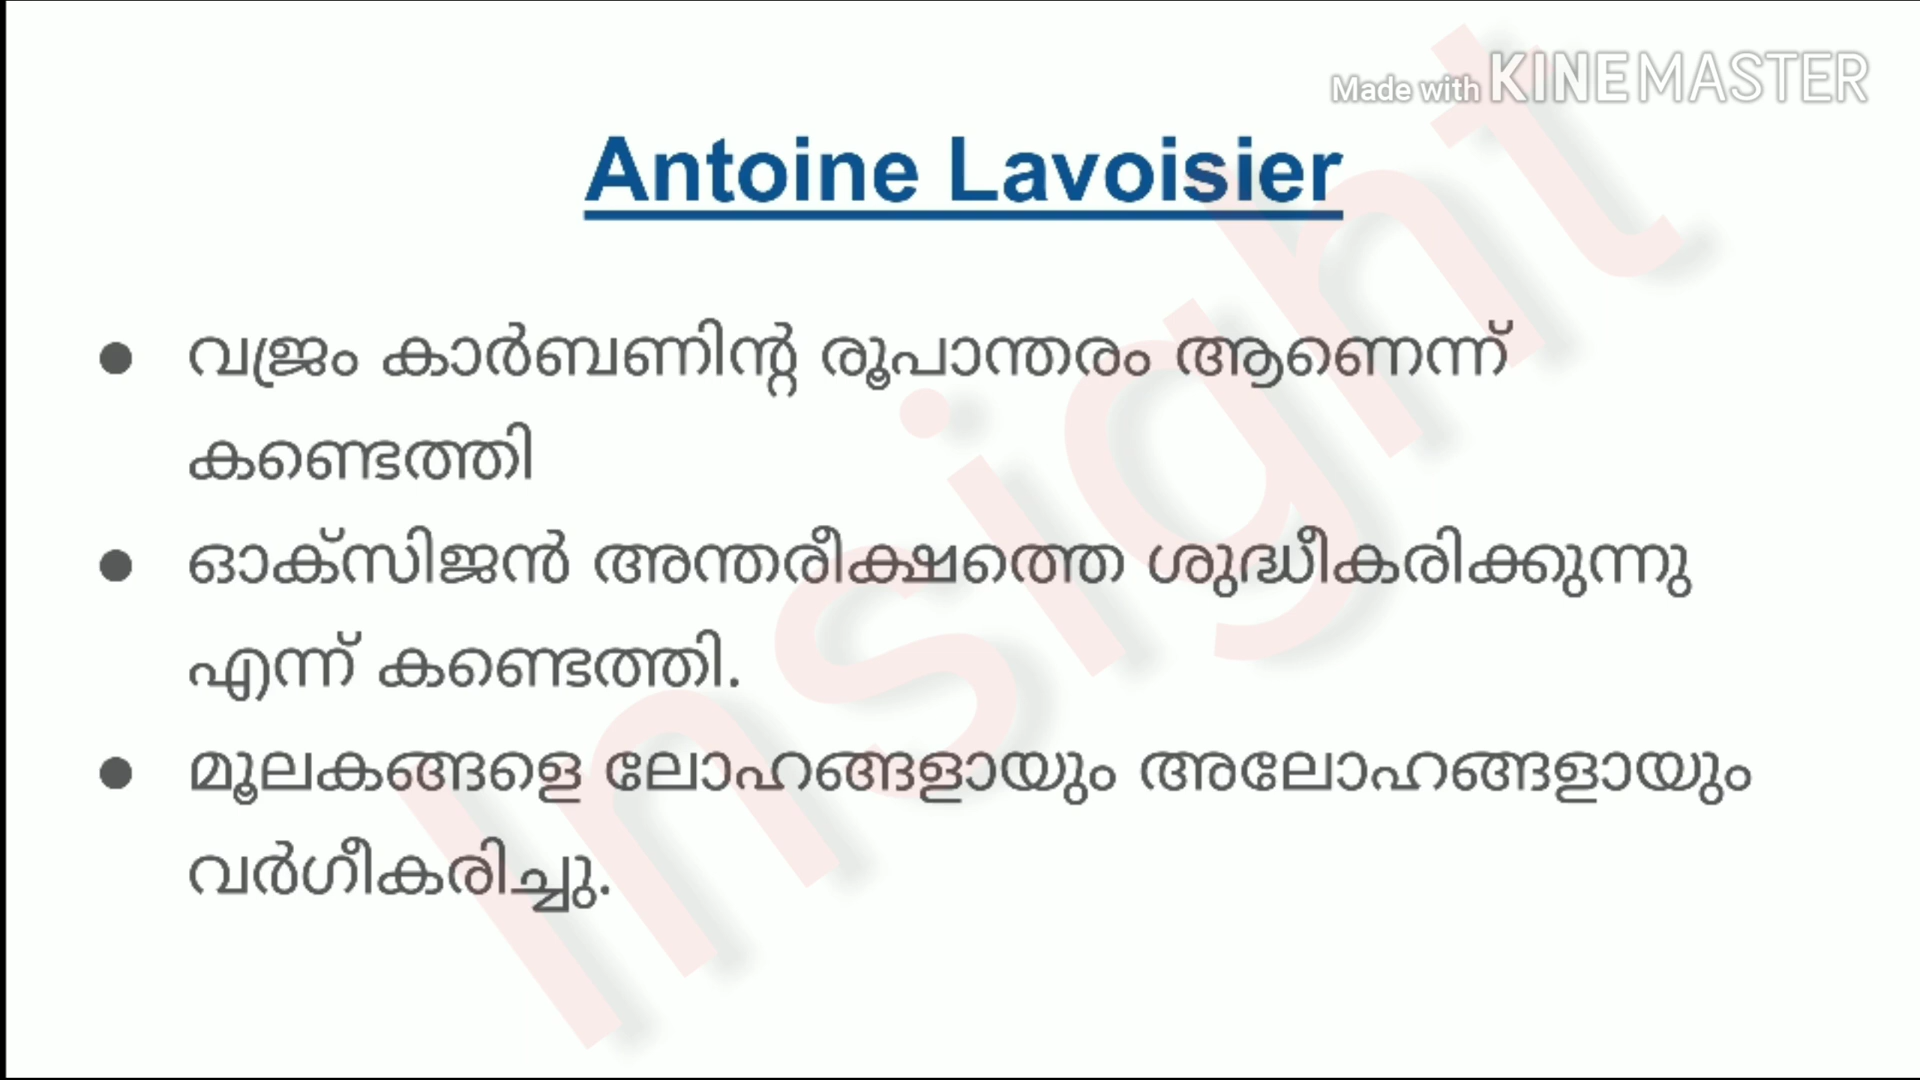 Made with KINEMASTER
Antoine Lavoisier
● വജ്രം കാർബണിന്റ രൂപാന്തരം ആണെന്ന്
കണ്ടെത്തി
● ഓക്സിജൻ അന്തരീക്ഷത്തെ ശുദ്ധീകരിക്കുന്നു
എന്ന് കണ്ടെത്തി.
● മൂലകങ്ങളെ ലോഹങ്ങളായും അലോഹങ്ങളായും
വർഗീകരിച്ചു.
Insight